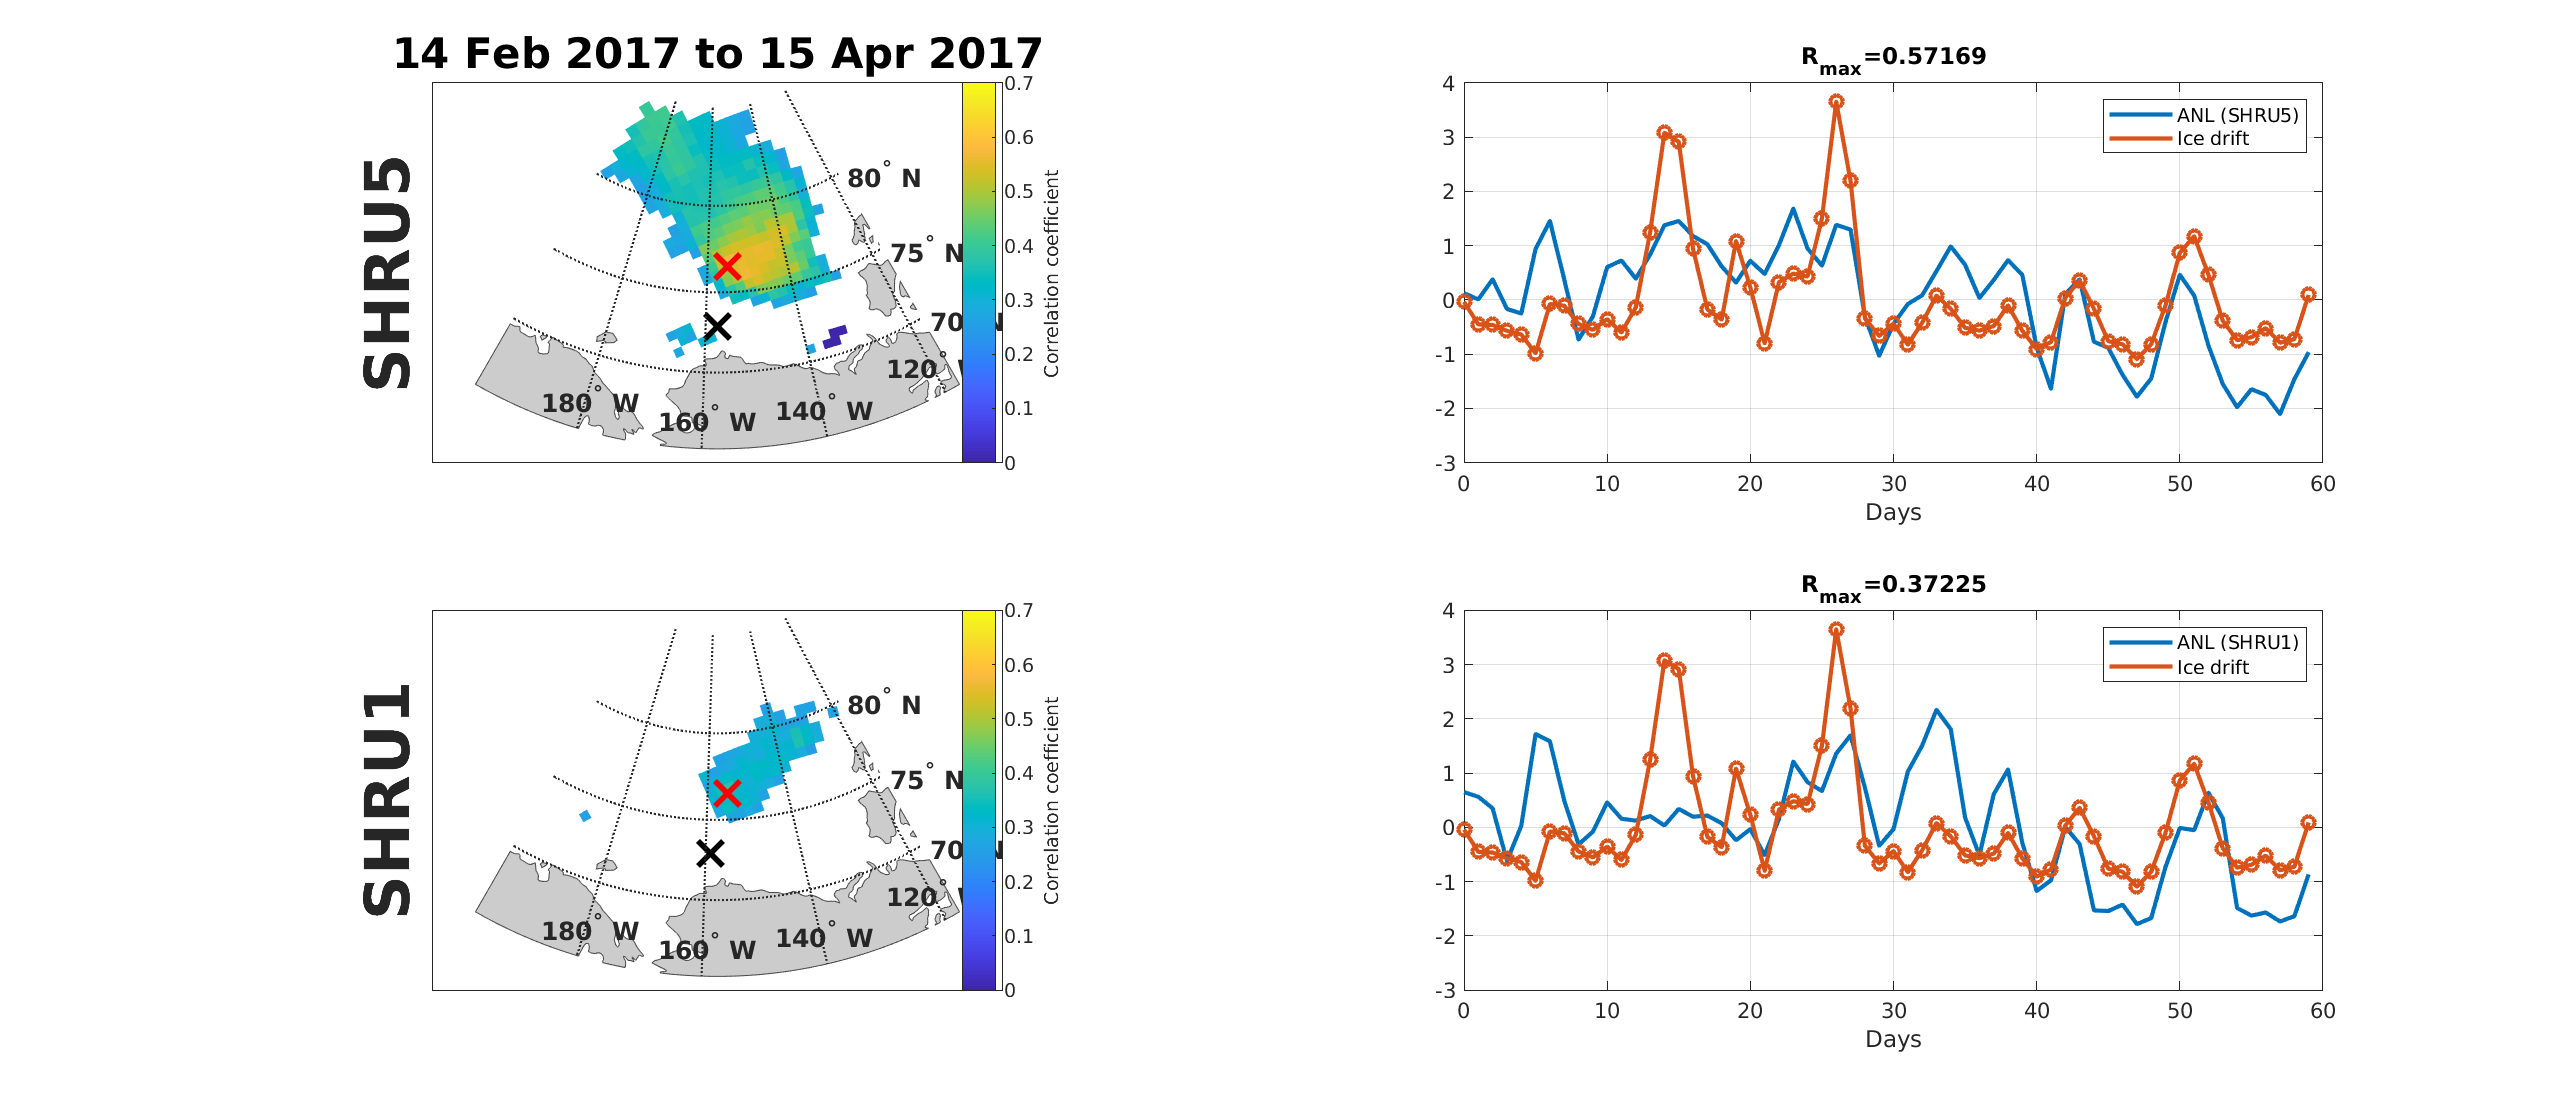 14 Feb 2017 to 15 Apr 2017
SHRU5
80° N
75° N
70° N
180° W
160° W
140° W
120° W
0.7
0.6
0.5
0.4
0.3
0.2
0.1
0
Correlation coefficient
Rmax=0.57169
4
3
2
1
0
-1
-2
-3
0 10 20 30 40 50 60
Days
ANL (SHRU5)
Ice drift
SHRU1
80° N
75° N
70° N
180° W
160° W
140° W
120° W
0.7
0.6
0.5
0.4
0.3
0.2
0.1
0
Correlation coefficient
Rmax=0.37225
4
3
2
1
0
-1
-2
-3
0 10 20 30 40 50 60
Days
ANL (SHRU1)
Ice drift